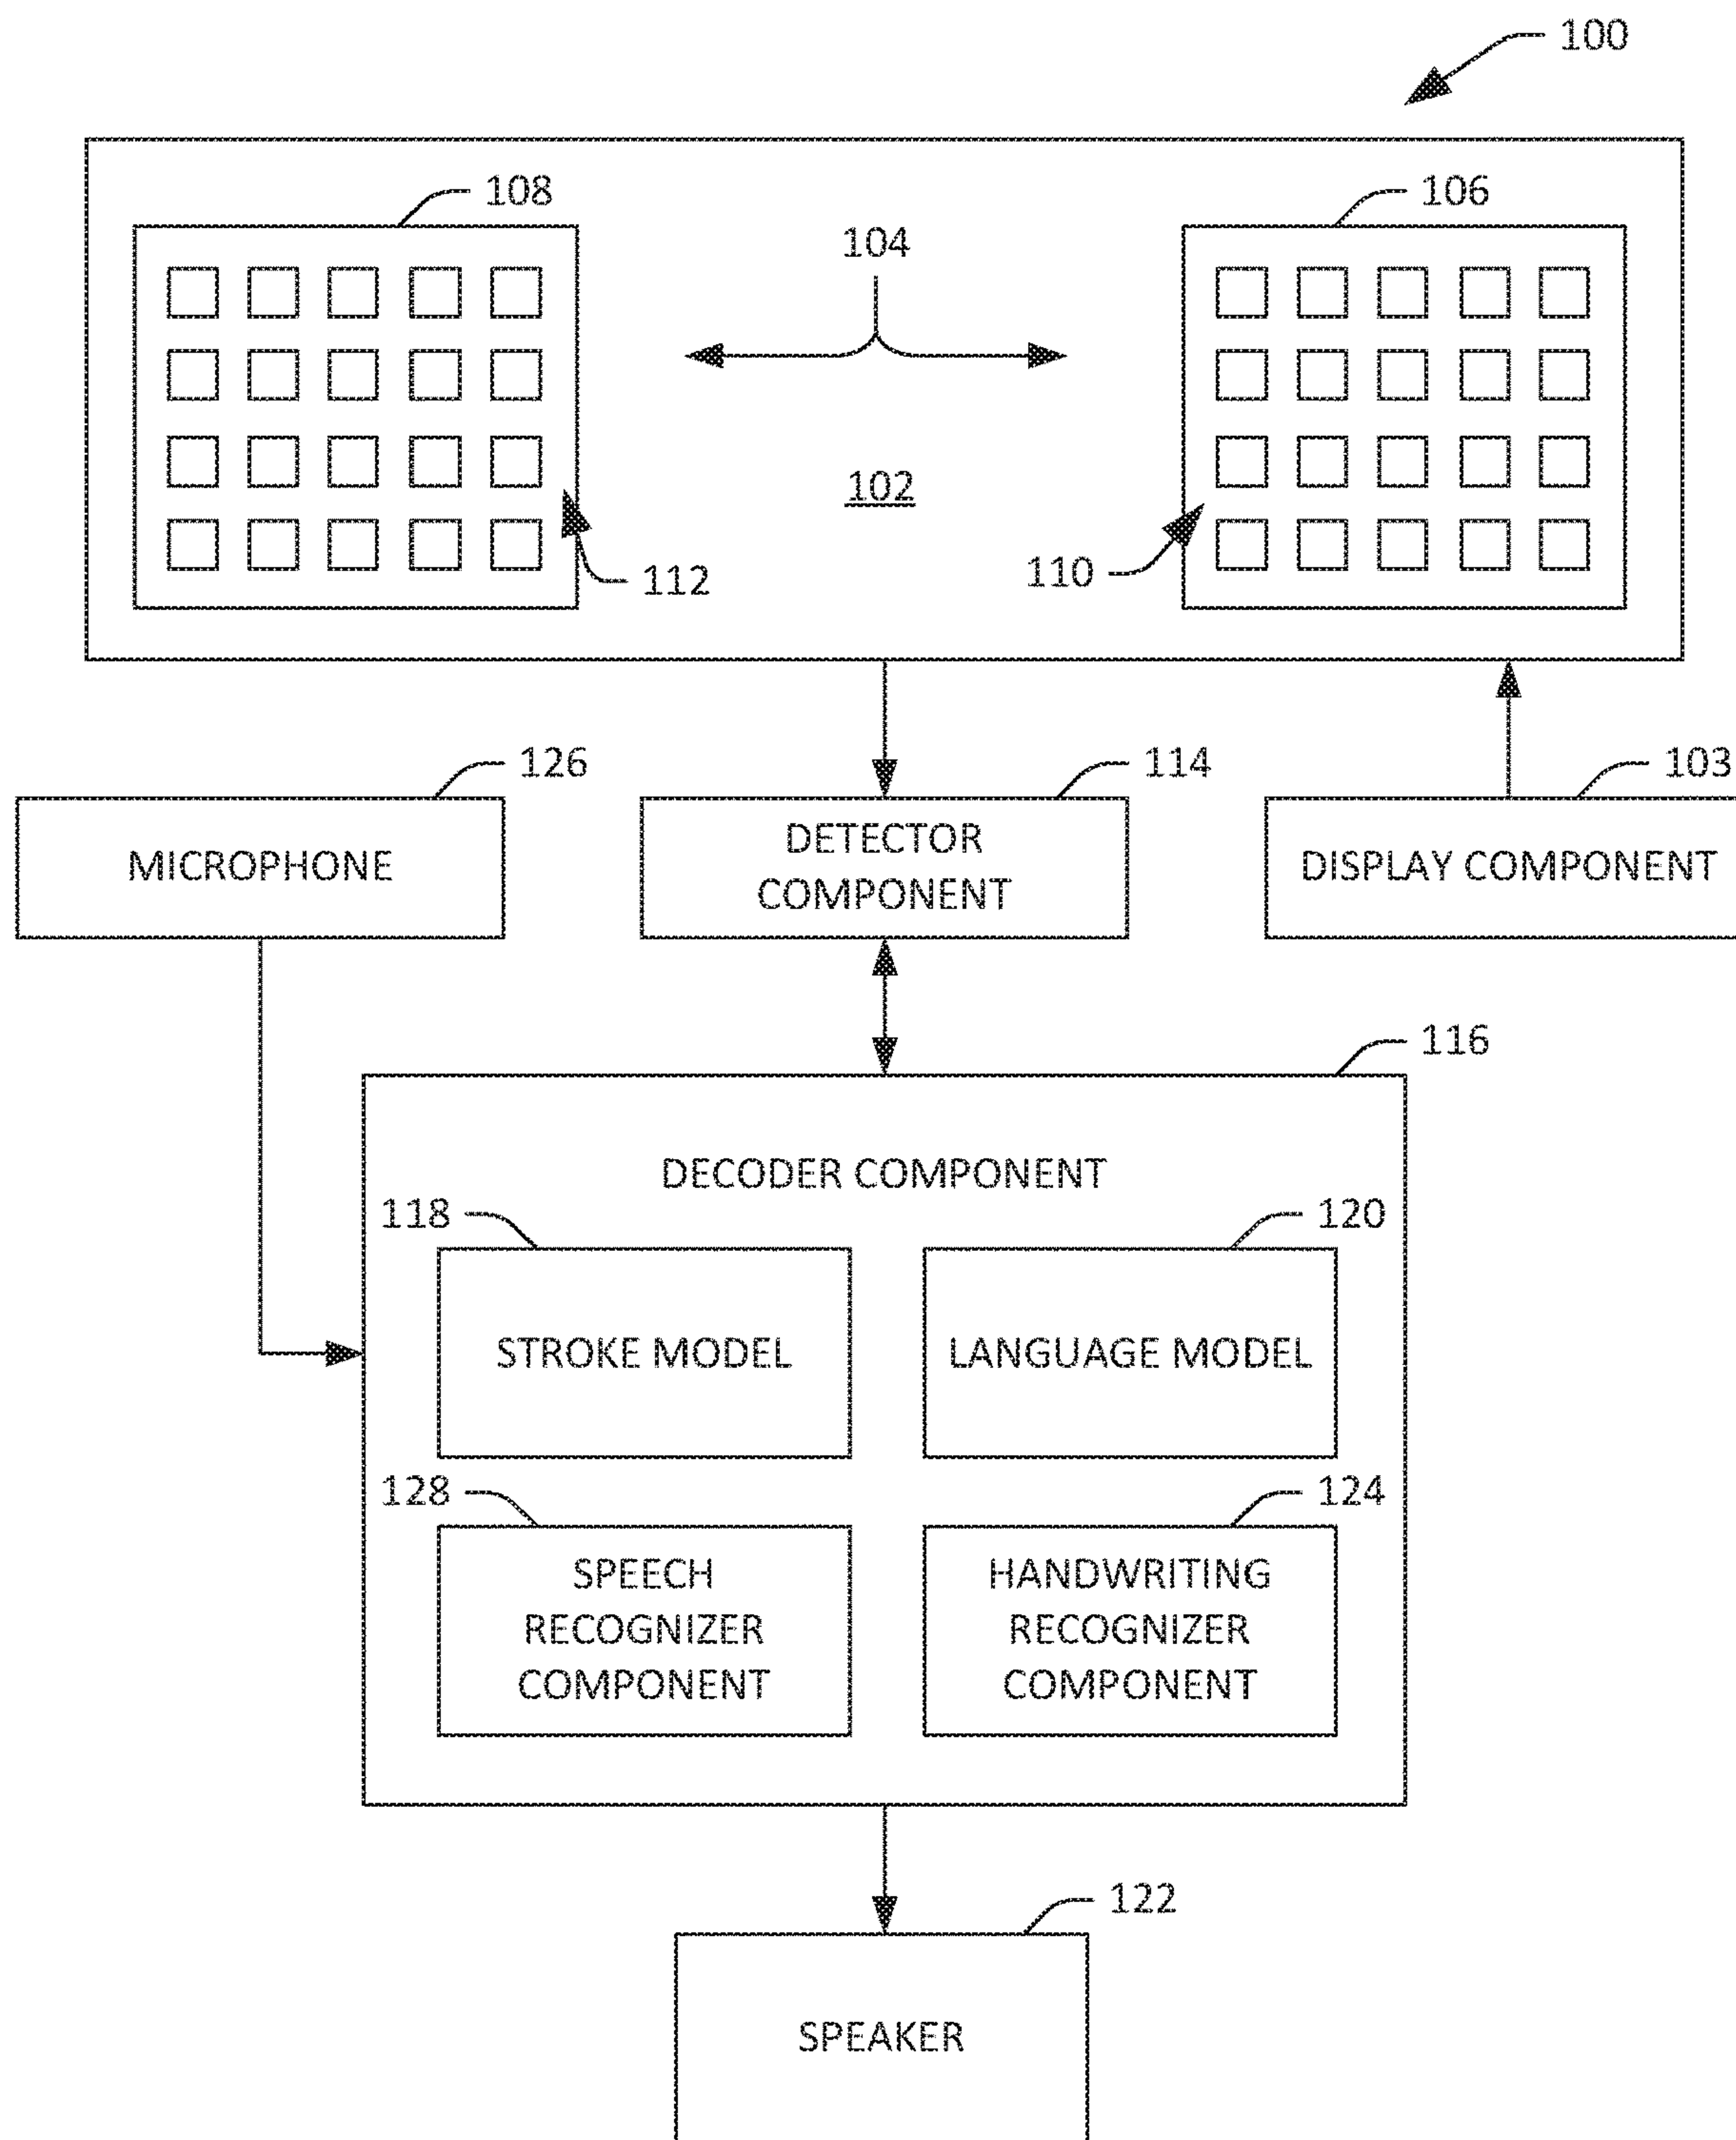 100
108
106
104
102
112
110
126
114
103
MICROPHONE
DETECTOR
COMPONENT
DISPLAY COMPONENT
116
DECODER COMPONENT
118
120
STROKE MODEL
LANGUAGE MODEL
128
124
SPEECH
RECOGNIZER
COMPONENT
HANDWRITING
RECOGNIZER
COMPONENT
122
SPEAKER